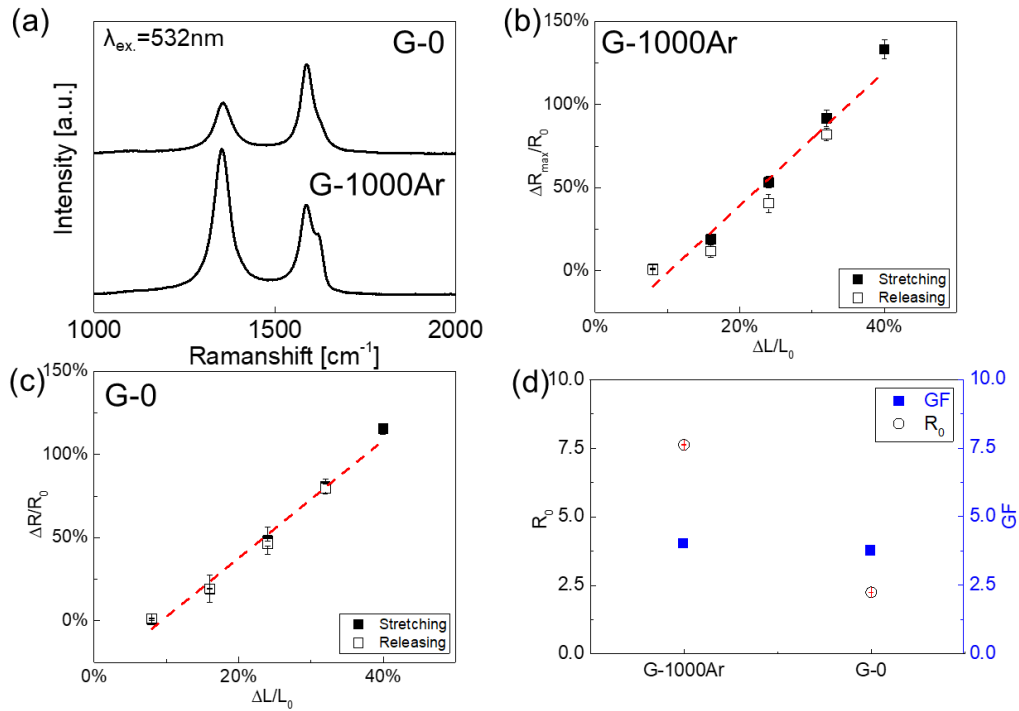 (a)
λex.=532nm
G-0
G-1000Ar
Intensity [a.u.]
1000
1500
2000
Ramanshift [cm⁻¹]
(b)
G-1000Ar
150%
100%
50%
0%
ΔRmax/R₀
0%
20%
40%
ΔL/L₀
Stretching
Releasing
(c)
G-0
150%
100%
50%
0%
ΔR/R₀
0%
20%
40%
ΔL/L₀
Stretching
Releasing
(d)
10.0
7.5
5.0
2.5
0.0
R₀
GF
R₀
10.0
7.5
5.0
2.5
0.0
GF
G-1000Ar
G-0